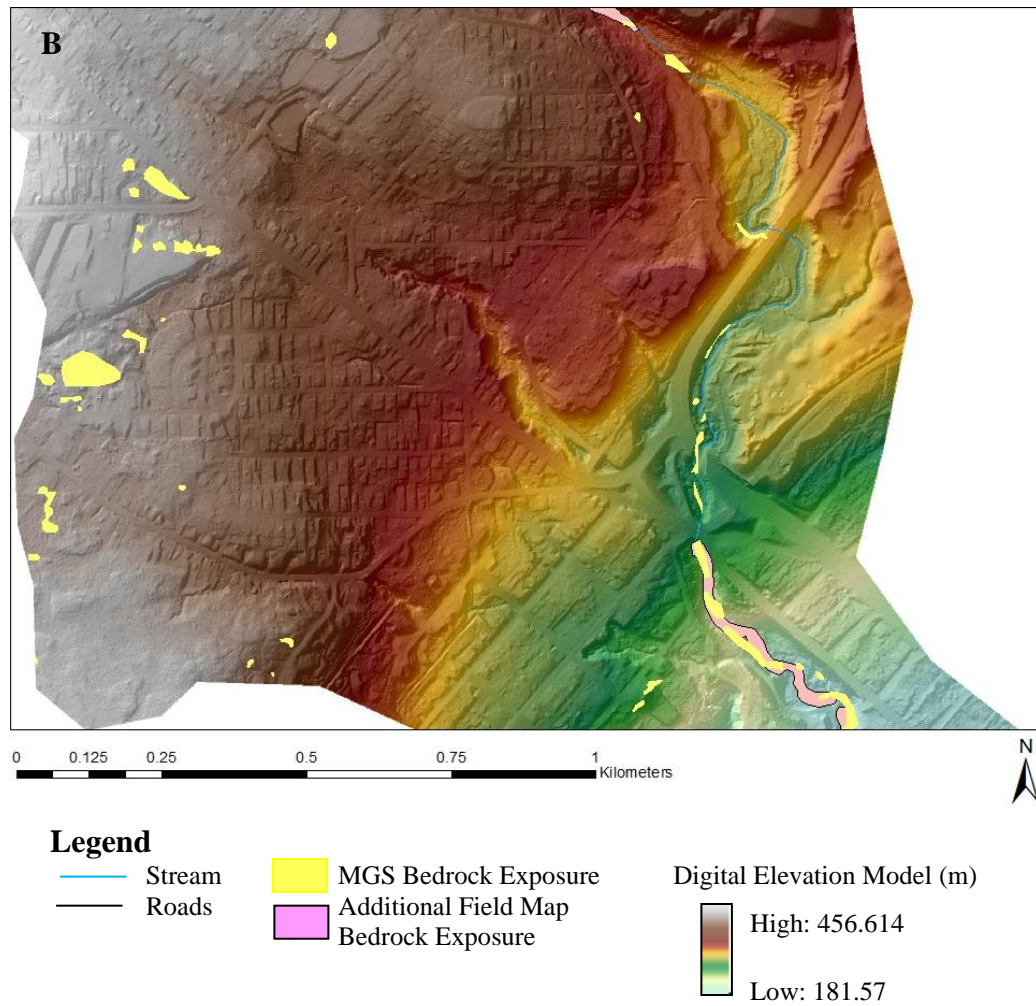 B
0 0.125 0.25 0.5 0.75 1
Kilometers
N
Legend
Stream
Roads
MGS Bedrock Exposure
Additional Field Map
Bedrock Exposure
Digital Elevation Model (m)
High: 456.614
Low: 181.57